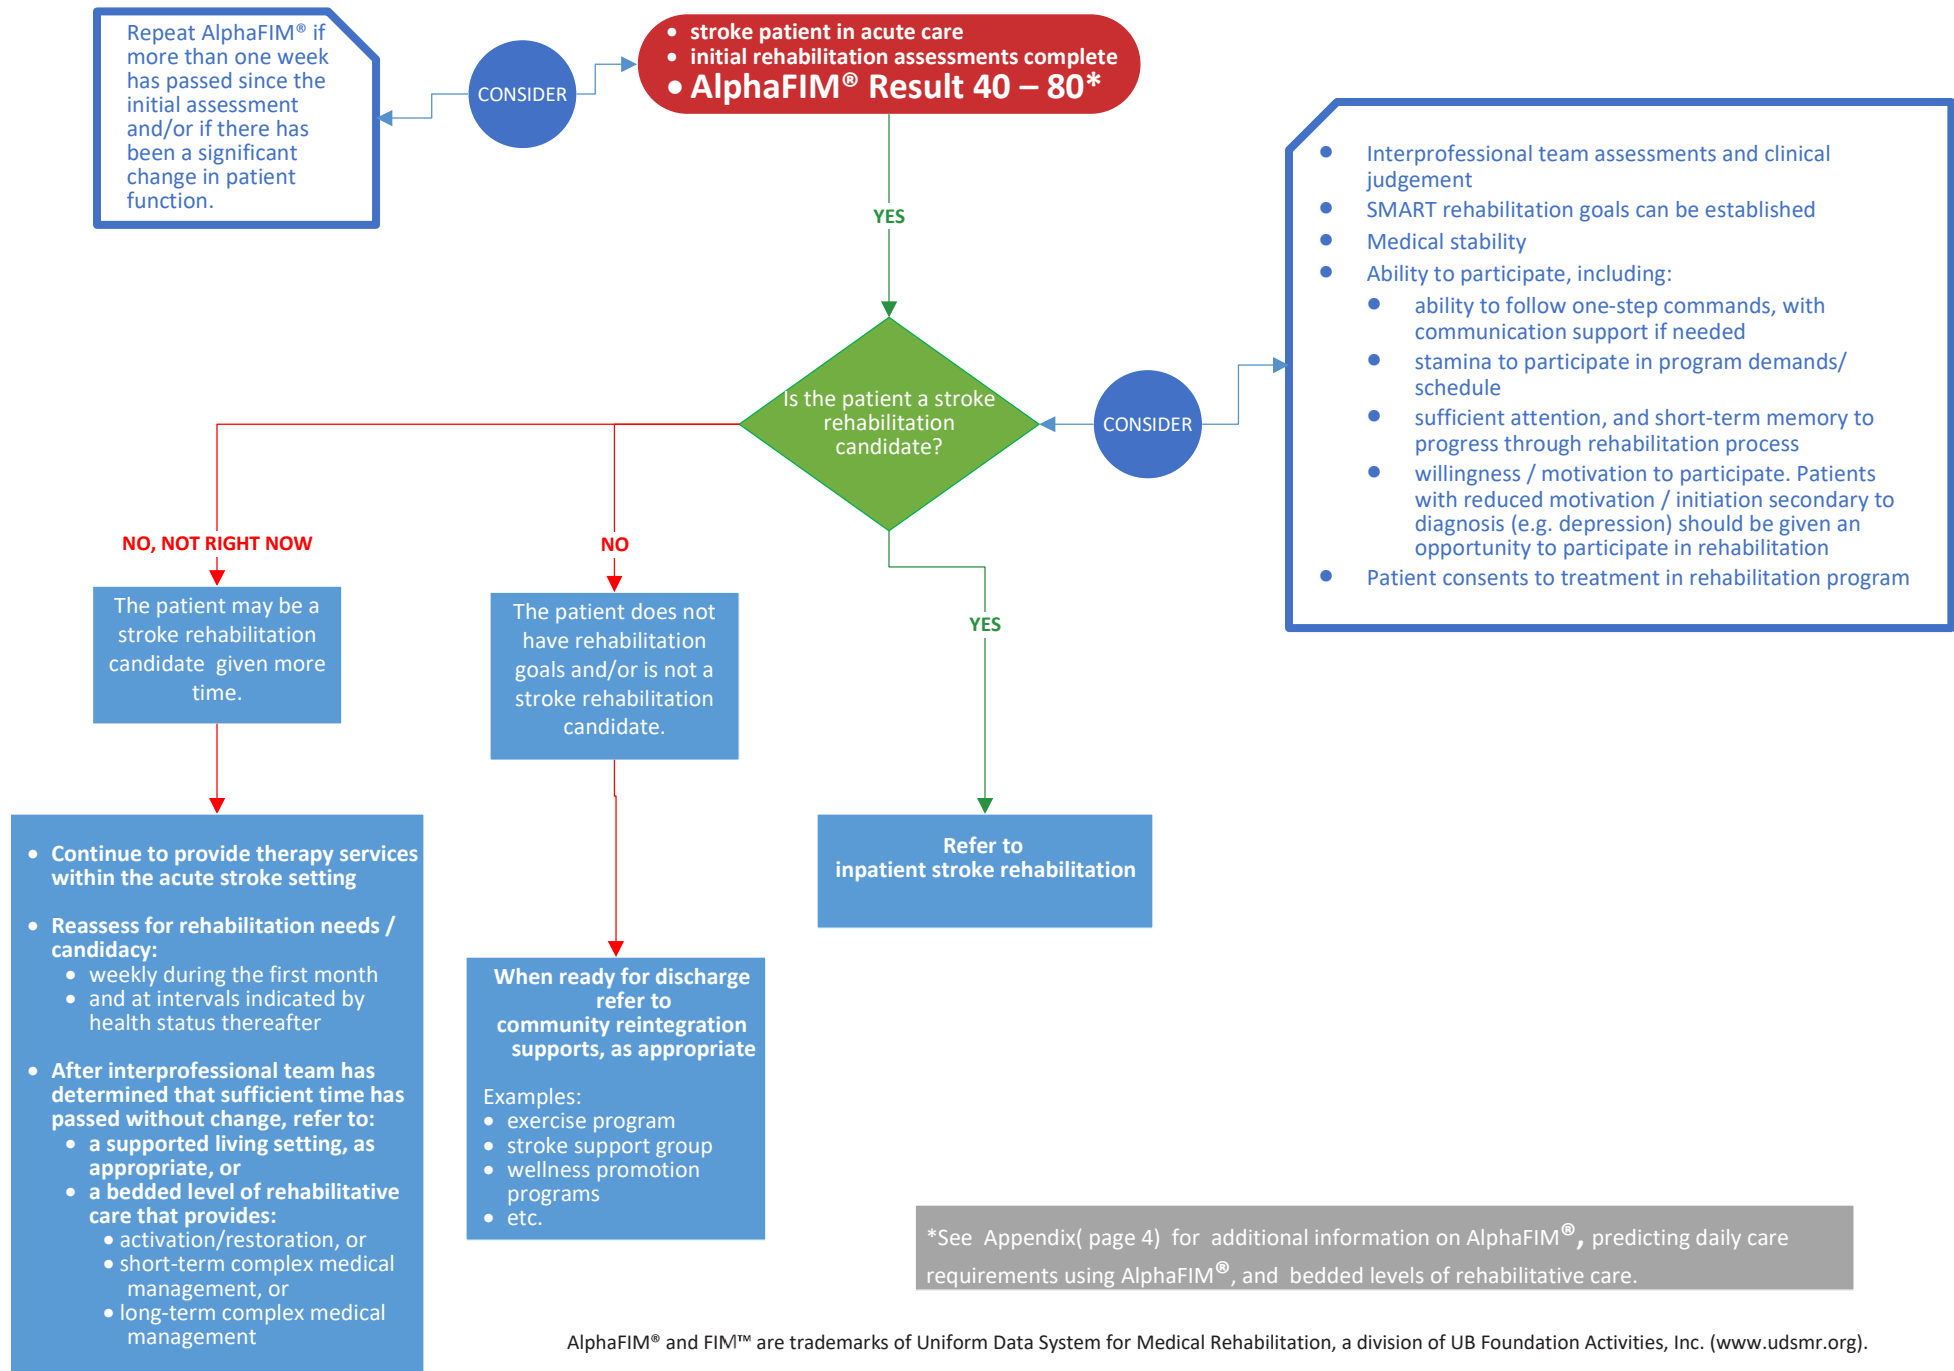 Repeat AlphaFIM® if
more than one week
has passed since the
initial assessment
and/or if there has
been a significant
change in patient
function.
CONSIDER
• stroke patient in acute care
• initial rehabilitation assessments complete
• AlphaFIM® Result 40 – 80*
YES
Is the patient a stroke
rehabilitation
candidate?
CONSIDER
• Interprofessional team assessments and clinical
judgement
• SMART rehabilitation goals can be established
• Medical stability
• Ability to participate, including:
• ability to follow one-step commands, with
communication support if needed
• stamina to participate in program demands/
schedule
• sufficient attention, and short-term memory to
progress through rehabilitation process
• willingness / motivation to participate. Patients
with reduced motivation / initiation secondary to
diagnosis (e.g. depression) should be given an
opportunity to participate in rehabilitation
• Patient consents to treatment in rehabilitation program
NO, NOT RIGHT NOW
NO
YES
The patient may be a
stroke rehabilitation
candidate given more
time.
The patient does not
have rehabilitation
goals and/or is not a
stroke rehabilitation
candidate.
• Continue to provide therapy services
within the acute stroke setting
• Reassess for rehabilitation needs /
candidacy:
• weekly during the first month
• and at intervals indicated by
health status thereafter
• After interprofessional team has
determined that sufficient time has
passed without change, refer to:
• a supported living setting, as
appropriate, or
• a bedded level of rehabilitative
care that provides:
• activation/restoration, or
• short-term complex medical
management, or
• long-term complex medical
management
When ready for discharge
refer to
community reintegration
supports, as appropriate
Examples:
• exercise program
• stroke support group
• wellness promotion
programs
• etc.
Refer to
inpatient stroke rehabilitation
*See Appendix( page 4) for additional information on AlphaFIM®, predicting daily care
requirements using AlphaFIM®, and bedded levels of rehabilitative care.
AlphaFIM® and FIM™ are trademarks of Uniform Data System for Medical Rehabilitation, a division of UB Foundation Activities, Inc. (www.udsmr.org).